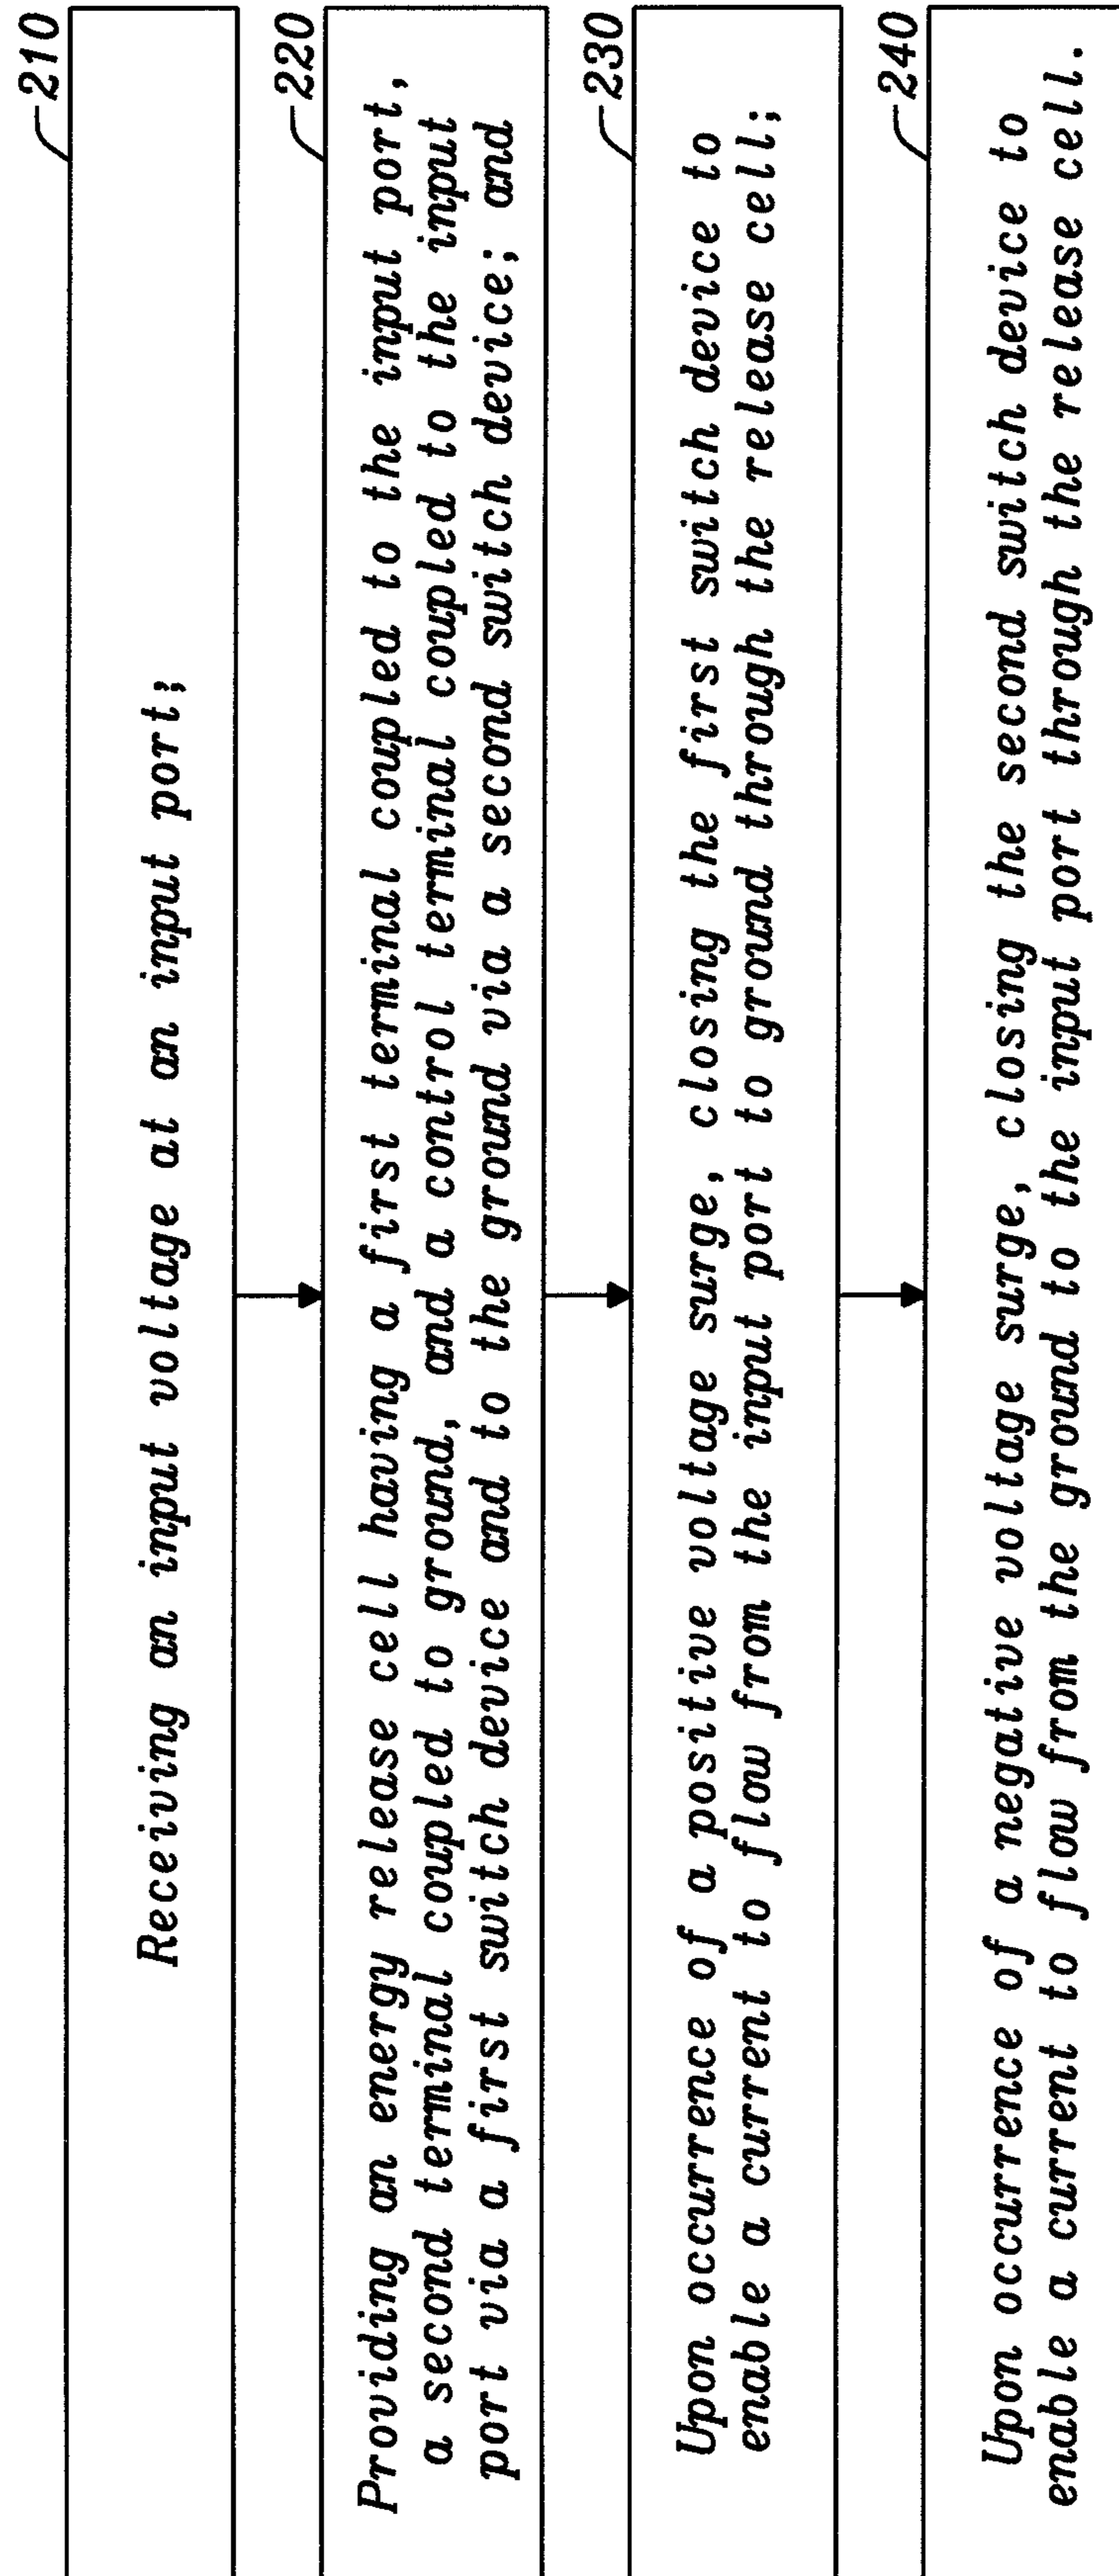 210
Receiving an input voltage at an input port;
220
Providing an energy release cell having a first terminal coupled to the input port,
a second terminal coupled to ground, and a control terminal coupled to the input
port via a first switch device and to the ground via a second switch device; and
230
Upon occurrence of a positive voltage surge, closing the first switch device to
enable a current to flow from the input port to ground through the release cell;
240
Upon occurrence of a negative voltage surge, closing the second switch device to
enable a current to flow from the ground to the input port through the release cell.